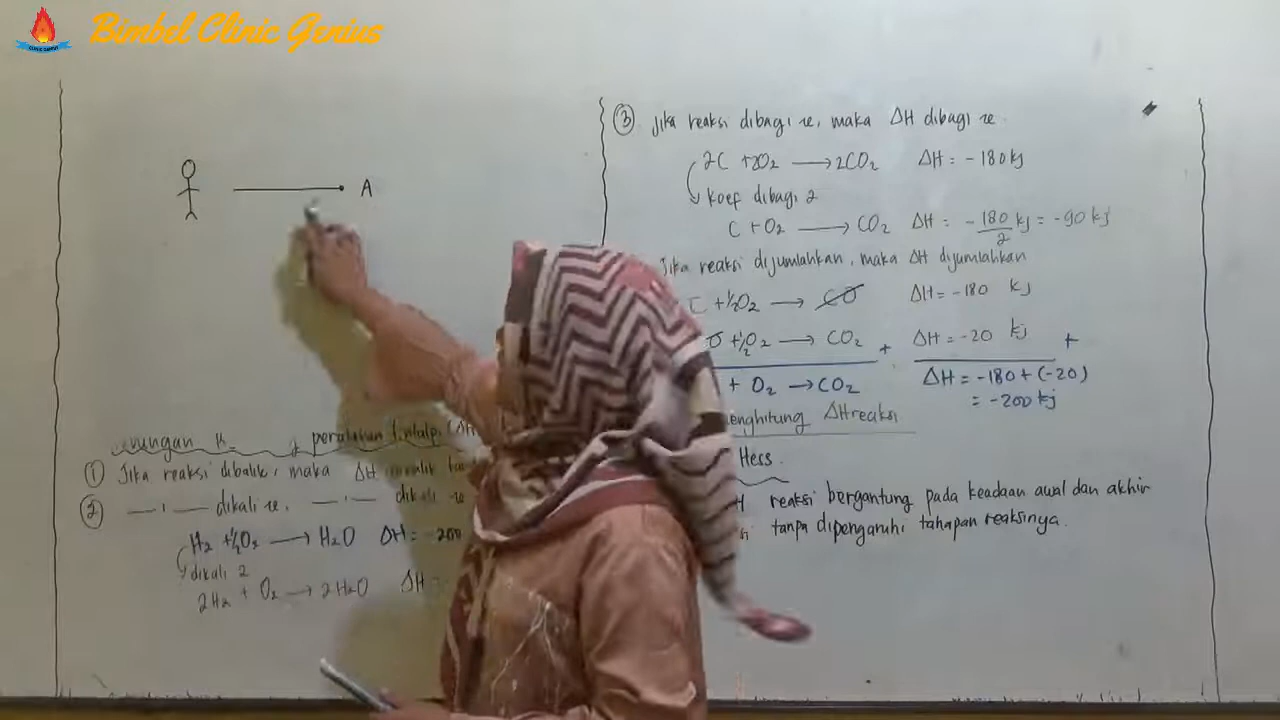 Bimbel Clinic Genius
CLINIC GENIUS
A
perubahan Entalpi (ΔH
① Jika reaksi dibalik, maka ΔH
② —"— dikali x, —"— dikali x
H₂ + ½O₂ → H₂O ΔH = -200
dikali 2
2H₂ + O₂ → 2H₂O ΔH =
③ Jika reaksi dibagi x, maka ΔH dibagi x
2C + 2O₂ → 2CO₂ ΔH = -180 kj
koef dibagi 2
C + O₂ → CO₂ ΔH = -180/2 kj = -90 kj
Jika reaksi dijumlahkan, maka ΔH dijumlahkan
C + ½O₂ → CO ΔH = -180 kj
O + ½O₂ → CO₂ + ΔH = -20 kj +
+ O₂ → CO₂ ΔH = -180 + (-20)
= -200 kj
enghitung ΔHreaksi
Hess.
H reaksi bergantung pada keadaan awal dan akhir
si tanpa dipengaruhi tahapan reaksinya.